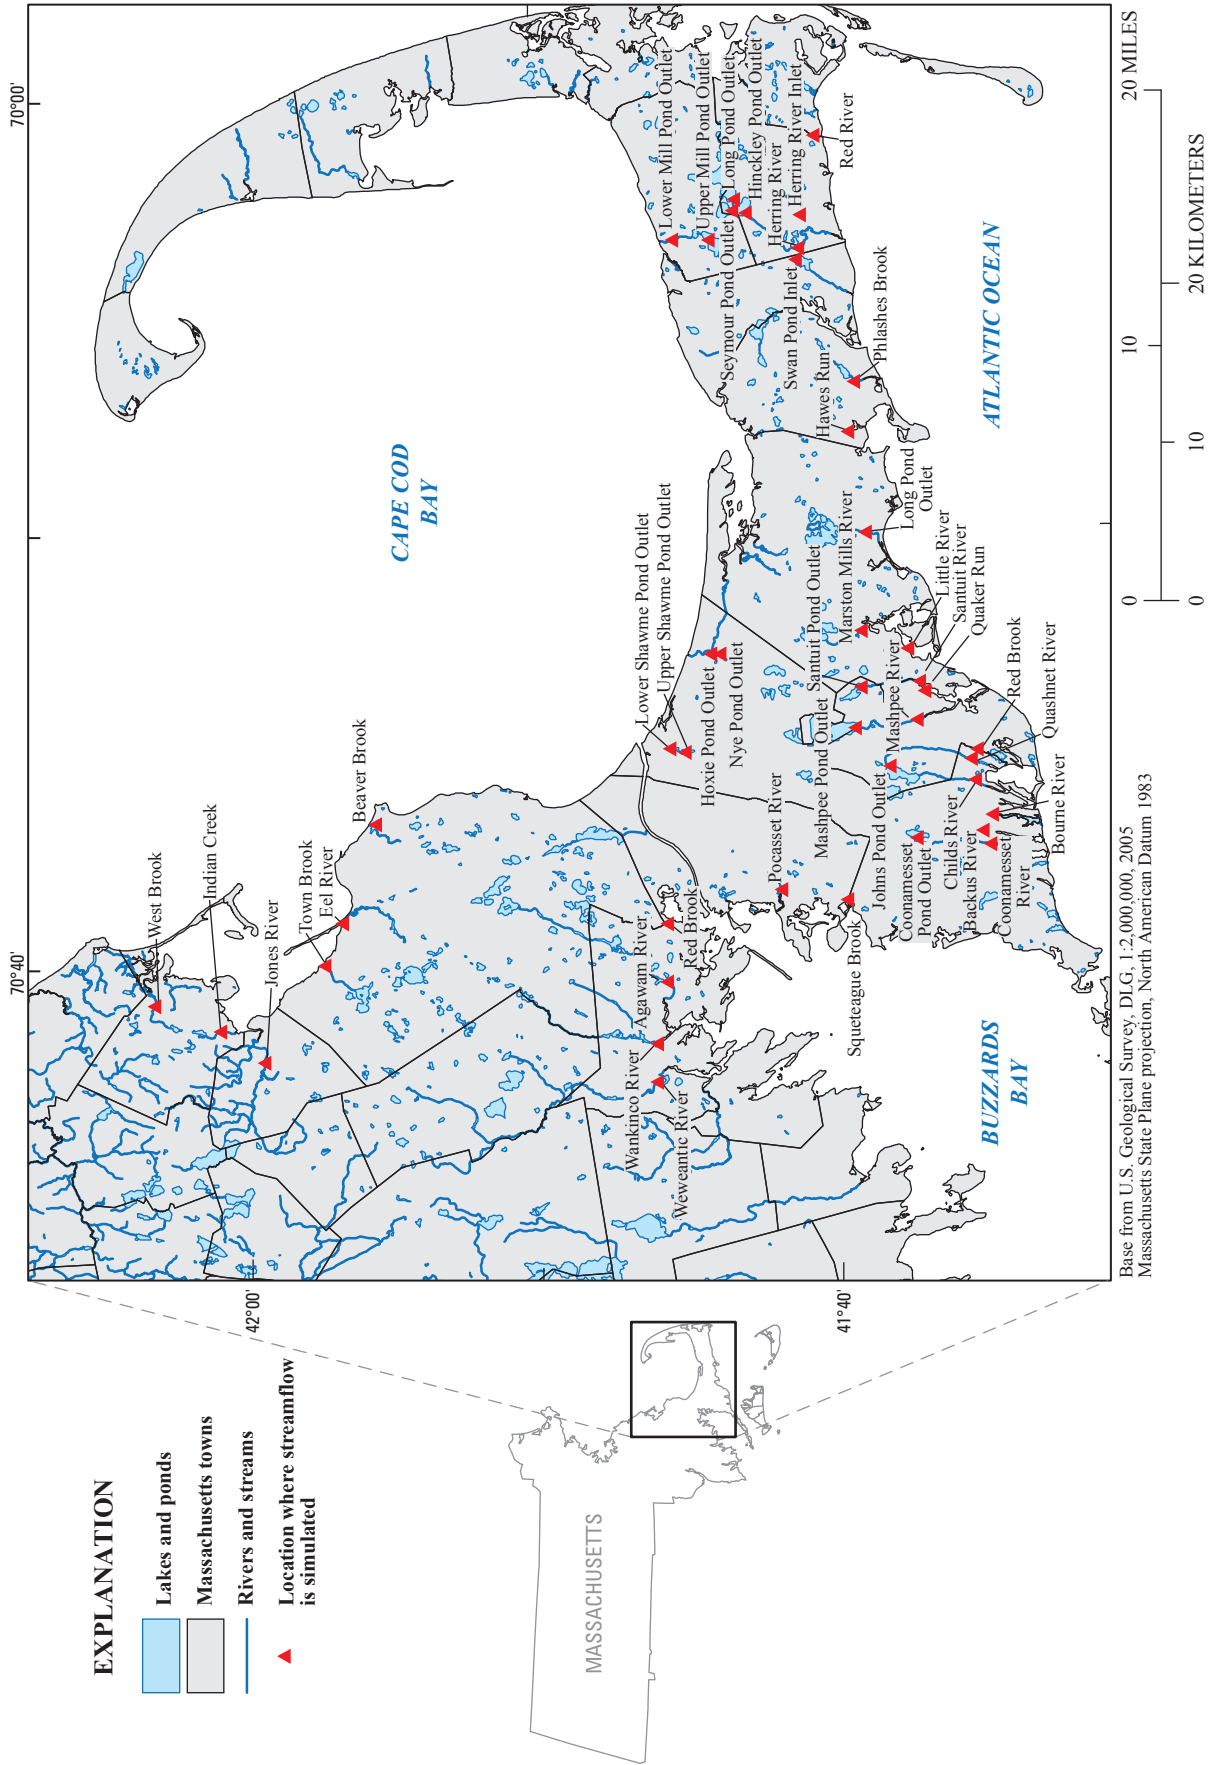 70°40'
70°00'
42°00'
41°40'
West Brook
Indian Creek
Jones River
Town Brook
Eel River
Beaver Brook
CAPE COD
BAY
Lower Shawme Pond Outlet
Upper Shawme Pond Outlet
Hoxie Pond Outlet
Nye Pond Outlet
Wankinco River
Weweantic River
Agawam River
Red Brook
Pocasset River
Squeteague Brook
Mashpee Pond Outlet
Santuit Pond Outlet
Marston Mills River
Mashpee River
Johns Pond Outlet
Coonamesset
Pond Outlet
Childs River
Backus River
Coonamesset
River
Bourne River
Quashnet River
Red Brook
Quaker Run
Santuit River
Little River
Long Pond
Outlet
Hawes Run
Phlashes Brook
Swan Pond Inlet
Seymour Pond Outlet
Lower Mill Pond Outlet
Upper Mill Pond Outlet
Long Pond Outlet
Hinckley Pond Outlet
Herring River
Herring River Inlet
Red River
BUZZARDS
BAY
ATLANTIC OCEAN
Base from U.S. Geological Survey, DLG, 1:2,000,000, 2005
Massachusetts State Plane projection, North American Datum 1983
0 10 20 MILES
0 10 20 KILOMETERS
MASSACHUSETTS
EXPLANATION
Lakes and ponds
Massachusetts towns
Rivers and streams
Location where streamflow
is simulated